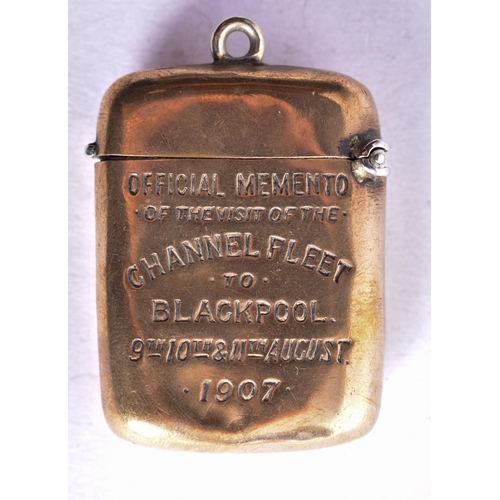 OFFICIAL MEMENTO
· OF THE VISIT OF THE ·
CHANNEL FLEET
· TO ·
BLACKPOOL.
9TH 10TH & 11TH AUGUST.
· 1907 ·